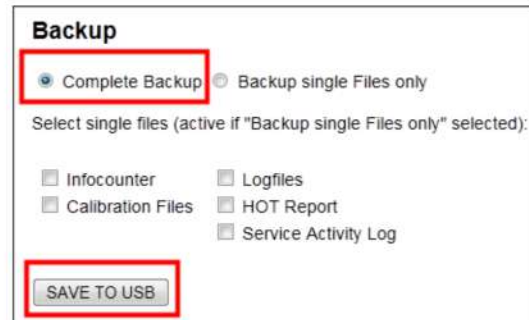 Backup
Complete Backup Backup single Files only
Select single files (active if "Backup single Files only" selected):
Infocounter Logfiles
Calibration Files HOT Report
Service Activity Log
SAVE TO USB